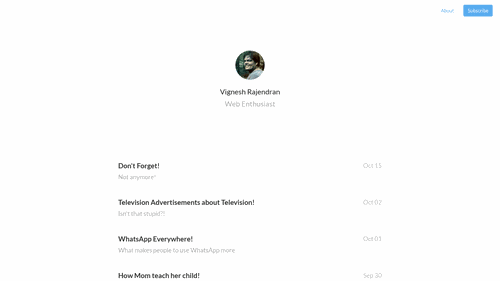 About
Subscribe
Vignesh Rajendran
Web Enthusiast
Don't Forget!
Oct 15
Not anymore~
Television Advertisements about Television!
Oct 02
Isn't that stupid?!
WhatsApp Everywhere!
Oct 01
What makes people to use WhatsApp more
How Mom teach her child!
Sep 30